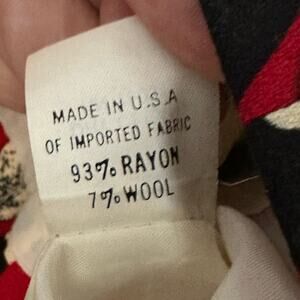 MADE IN U.S.A
OF IMPORTED FABRIC
93% RAYON
7% WOOL